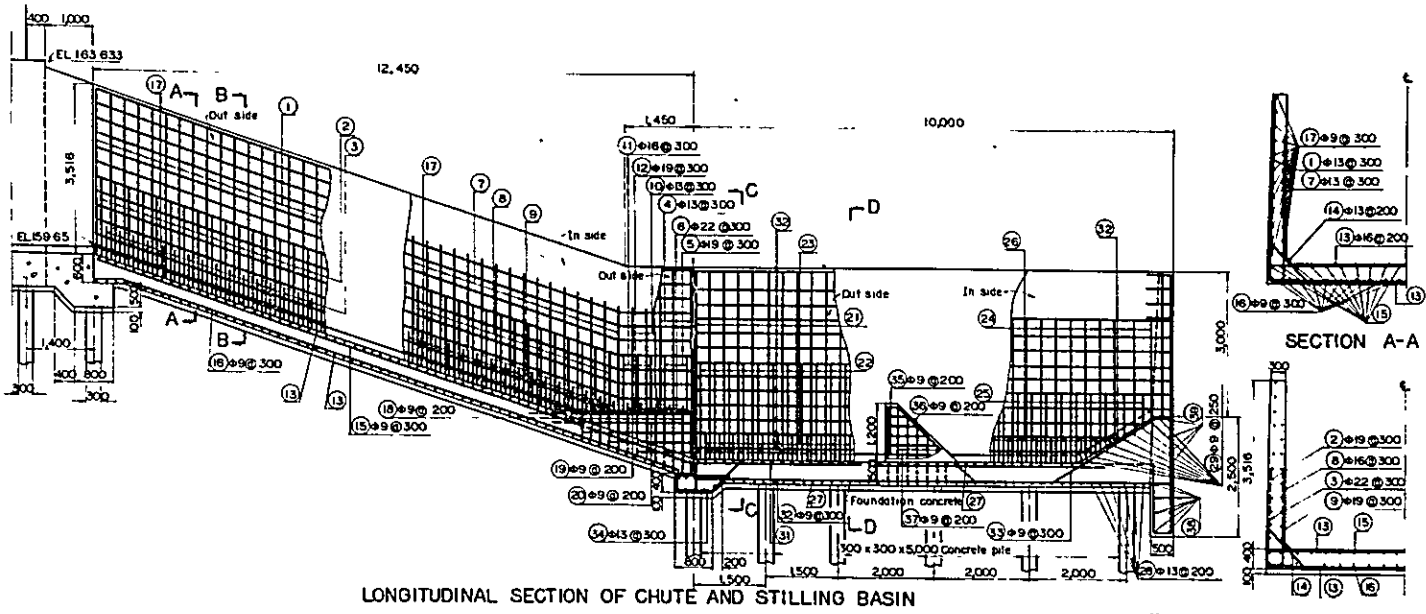 400 1,000
EL 163 633
12,450
3,516
17
A
B
Out side
1
2
3
1,450
11 Φ16@300
12 Φ19@300
10 Φ13@300
4 Φ13@300
6 Φ22@300
5 Φ19@300
C
D
10,000
17
7
8
9
In side
Out side
32
23
Out side
21
22
26
In side
24
32
25
3,000
EL159 65
600
500
100
1,400
400 800
300
300
A
B
16 Φ9@300
13
13
18 Φ9@200
15 Φ9@300
19 Φ9@200
20 Φ9@200
34 Φ13@300
C
D
35 Φ9@200
36 Φ9@200
1,200
27
27
Foundation concrete
32 Φ9@300
37 Φ9@200
33 Φ9@300
31
300 x 300 x 5,000 Concrete pile
800 200
1,500
2,000
2,000
2,000
28 Φ13@200
500
29 Φ9@250
2,500
LONGITUDINAL SECTION OF CHUTE AND STILLING BASIN
17 Φ9@300
1 Φ13@300
7 Φ13@300
14 Φ13@200
13 Φ16@200
13
16 Φ9@300
15
SECTION A-A
300
3,516
2 Φ19@300
8 Φ16@300
3 Φ22@300
9 Φ19@300
13
15
400
100
14
13
16